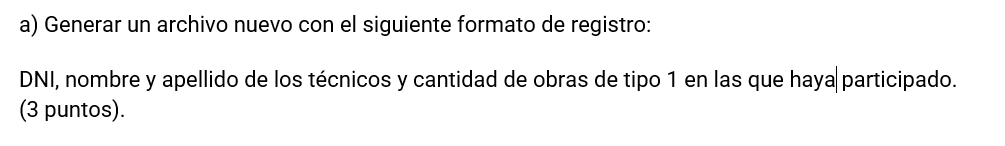 a) Generar un archivo nuevo con el siguiente formato de registro:
DNI, nombre y apellido de los técnicos y cantidad de obras de tipo 1 en las que haya participado.
(3 puntos).